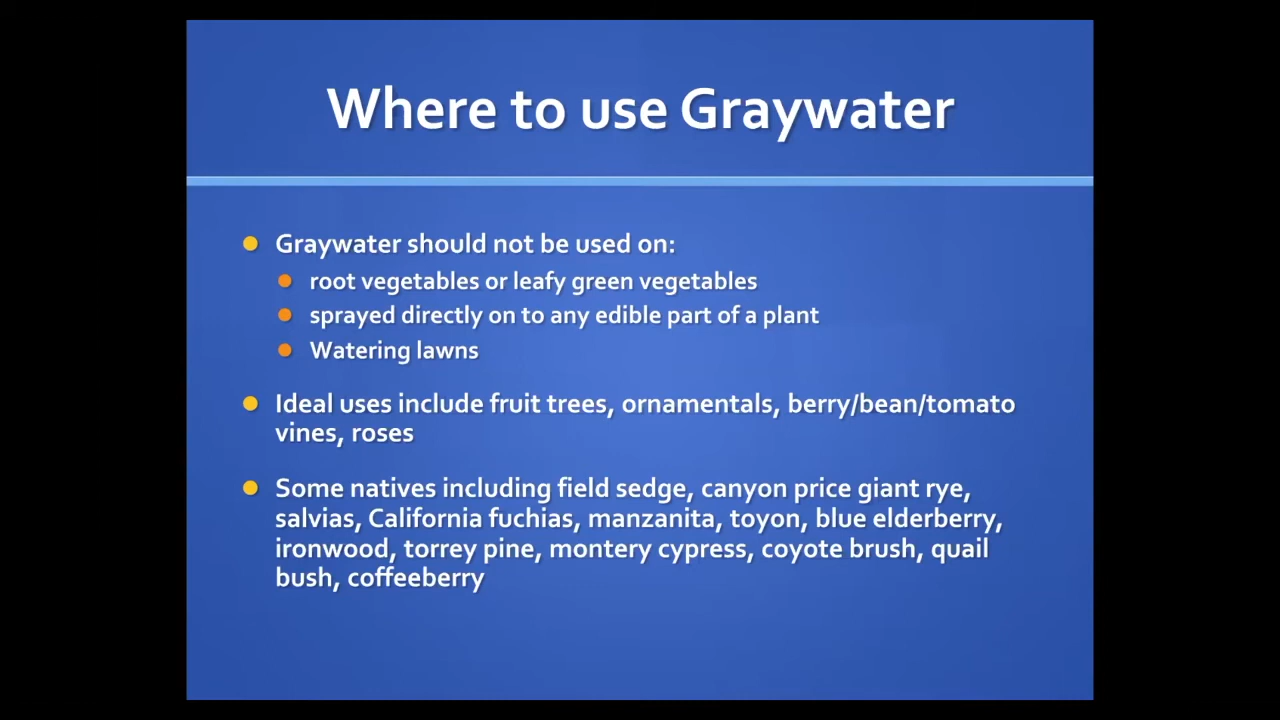 Where to use Graywater
Graywater should not be used on:
root vegetables or leafy green vegetables
sprayed directly on to any edible part of a plant
Watering lawns
Ideal uses include fruit trees, ornamentals, berry/bean/tomato
vines, roses
Some natives including field sedge, canyon price giant rye,
salvias, California fuchias, manzanita, toyon, blue elderberry,
ironwood, torrey pine, montery cypress, coyote brush, quail
bush, coffeeberry